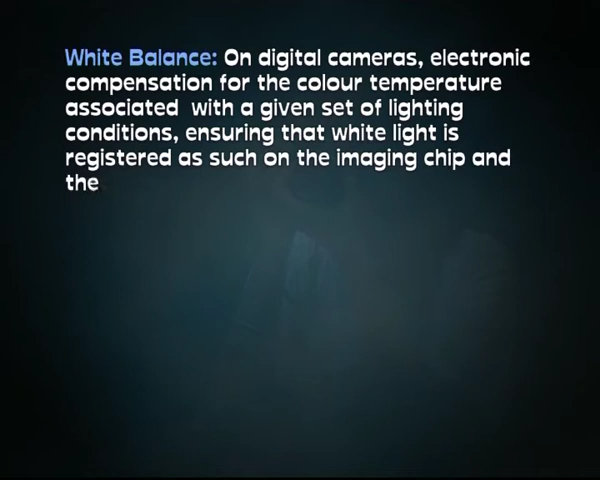 White Balance: On digital cameras, electronic
compensation for the colour temperature
associated  with a given set of lighting
conditions, ensuring that white light is
registered as such on the imaging chip and
the